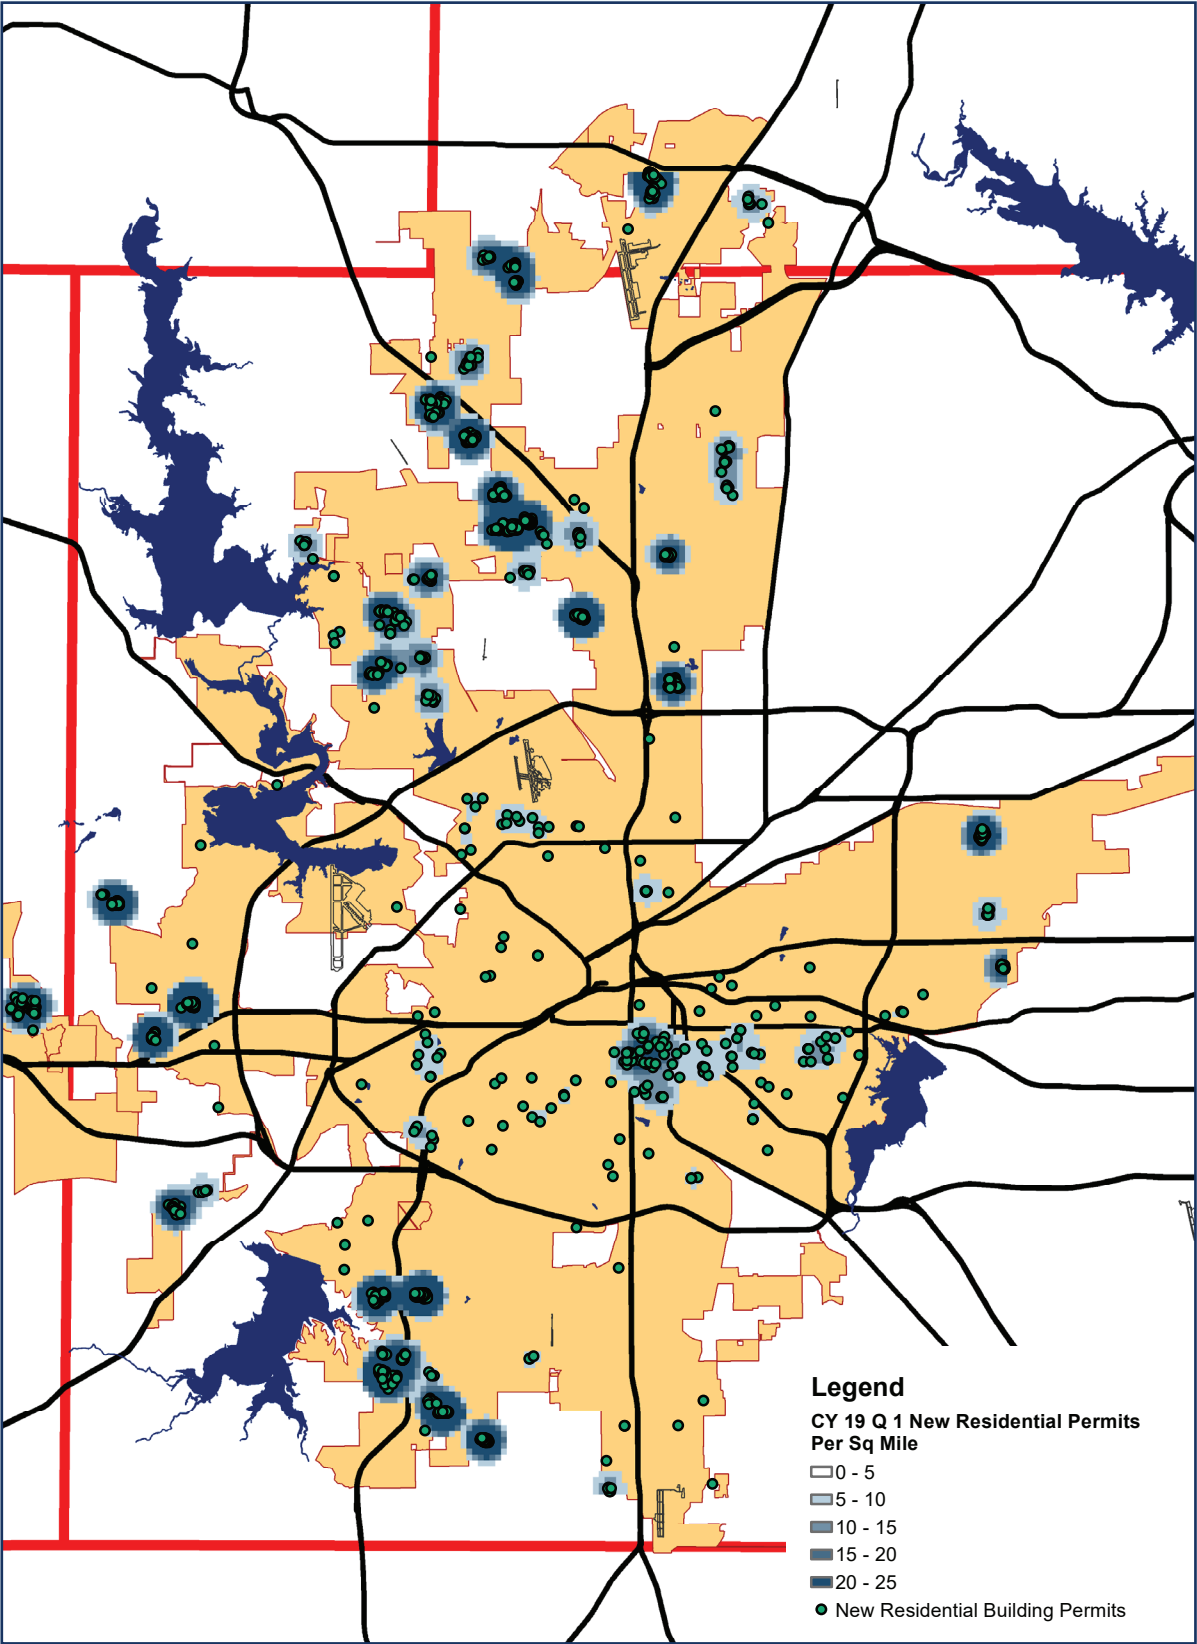 Legend
CY 19 Q 1 New Residential Permits
Per Sq Mile
0 - 5
5 - 10
10 - 15
15 - 20
20 - 25
New Residential Building Permits